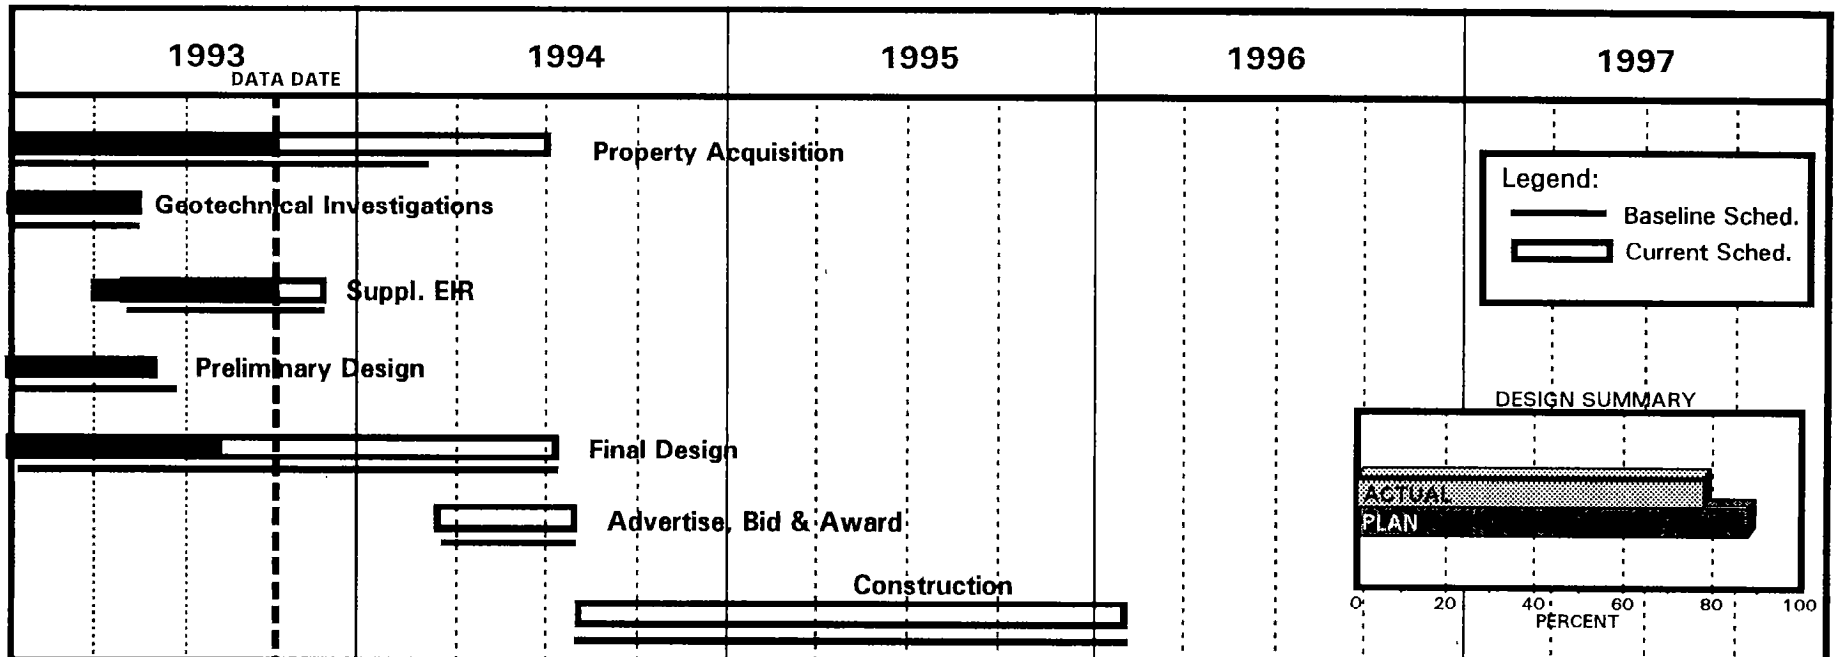 1993
1994
1995
1996
1997
DATA DATE
Property Acquisition
Geotechnical Investigations
Legend:
Baseline Sched.
Current Sched.
Suppl. EIR
Preliminary Design
DESIGN SUMMARY
Final Design
ACTUAL
PLAN
Advertise, Bid & Award
Construction
0 20 40 60 80 100
PERCENT